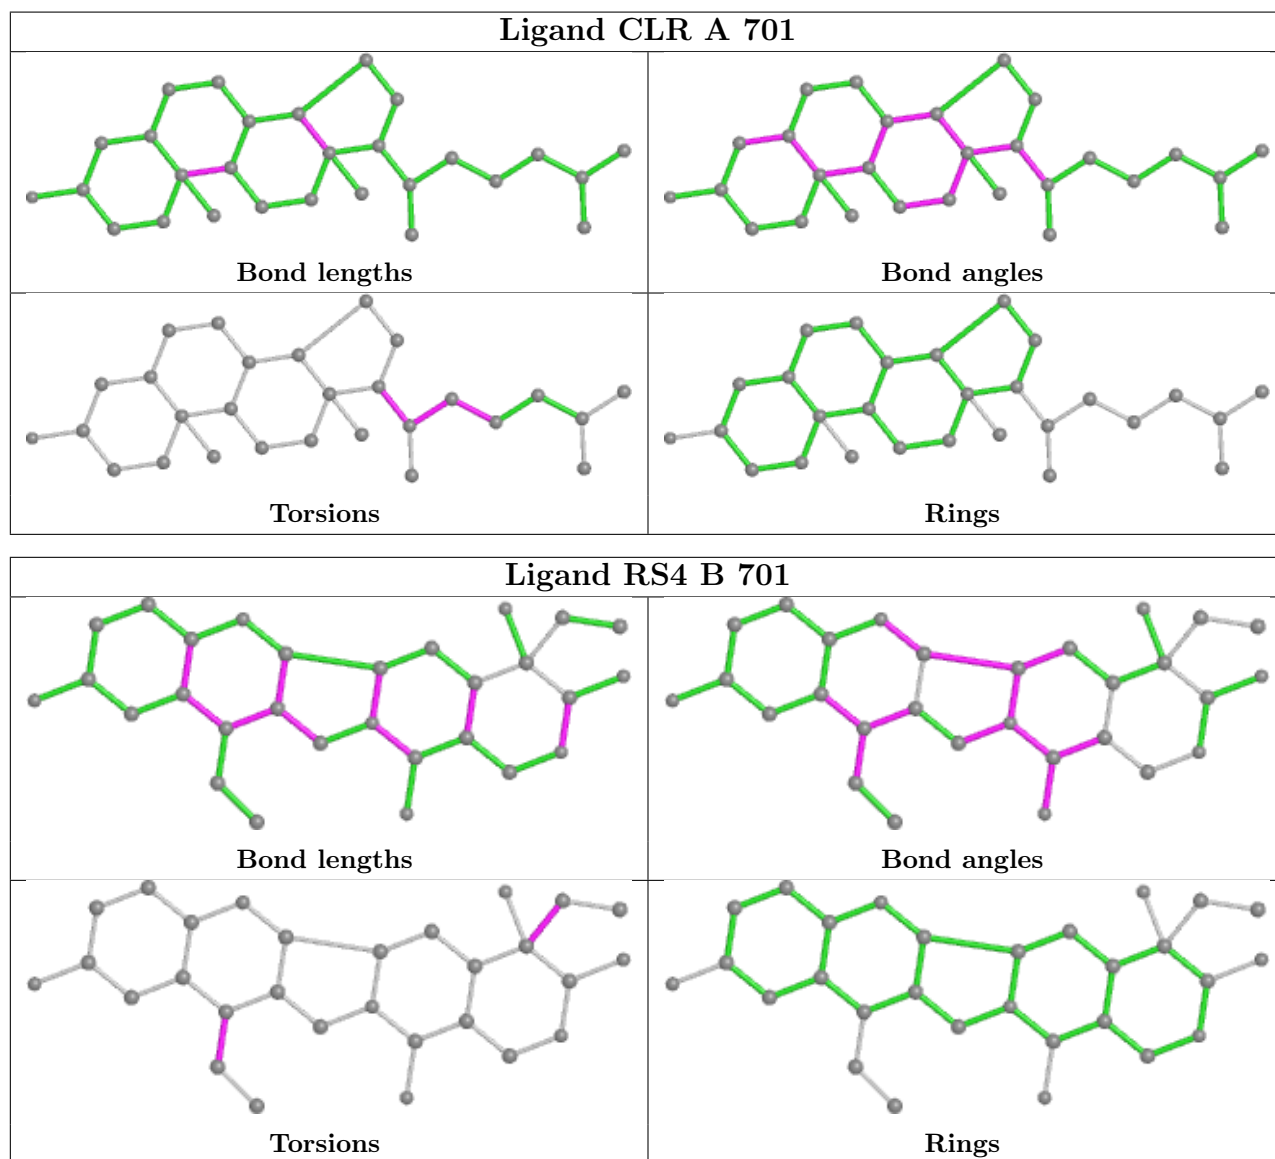 Ligand CLR A 701
Bond lengths
Bond angles
Torsions
Rings
Ligand RS4 B 701
Bond lengths
Bond angles
Torsions
Rings